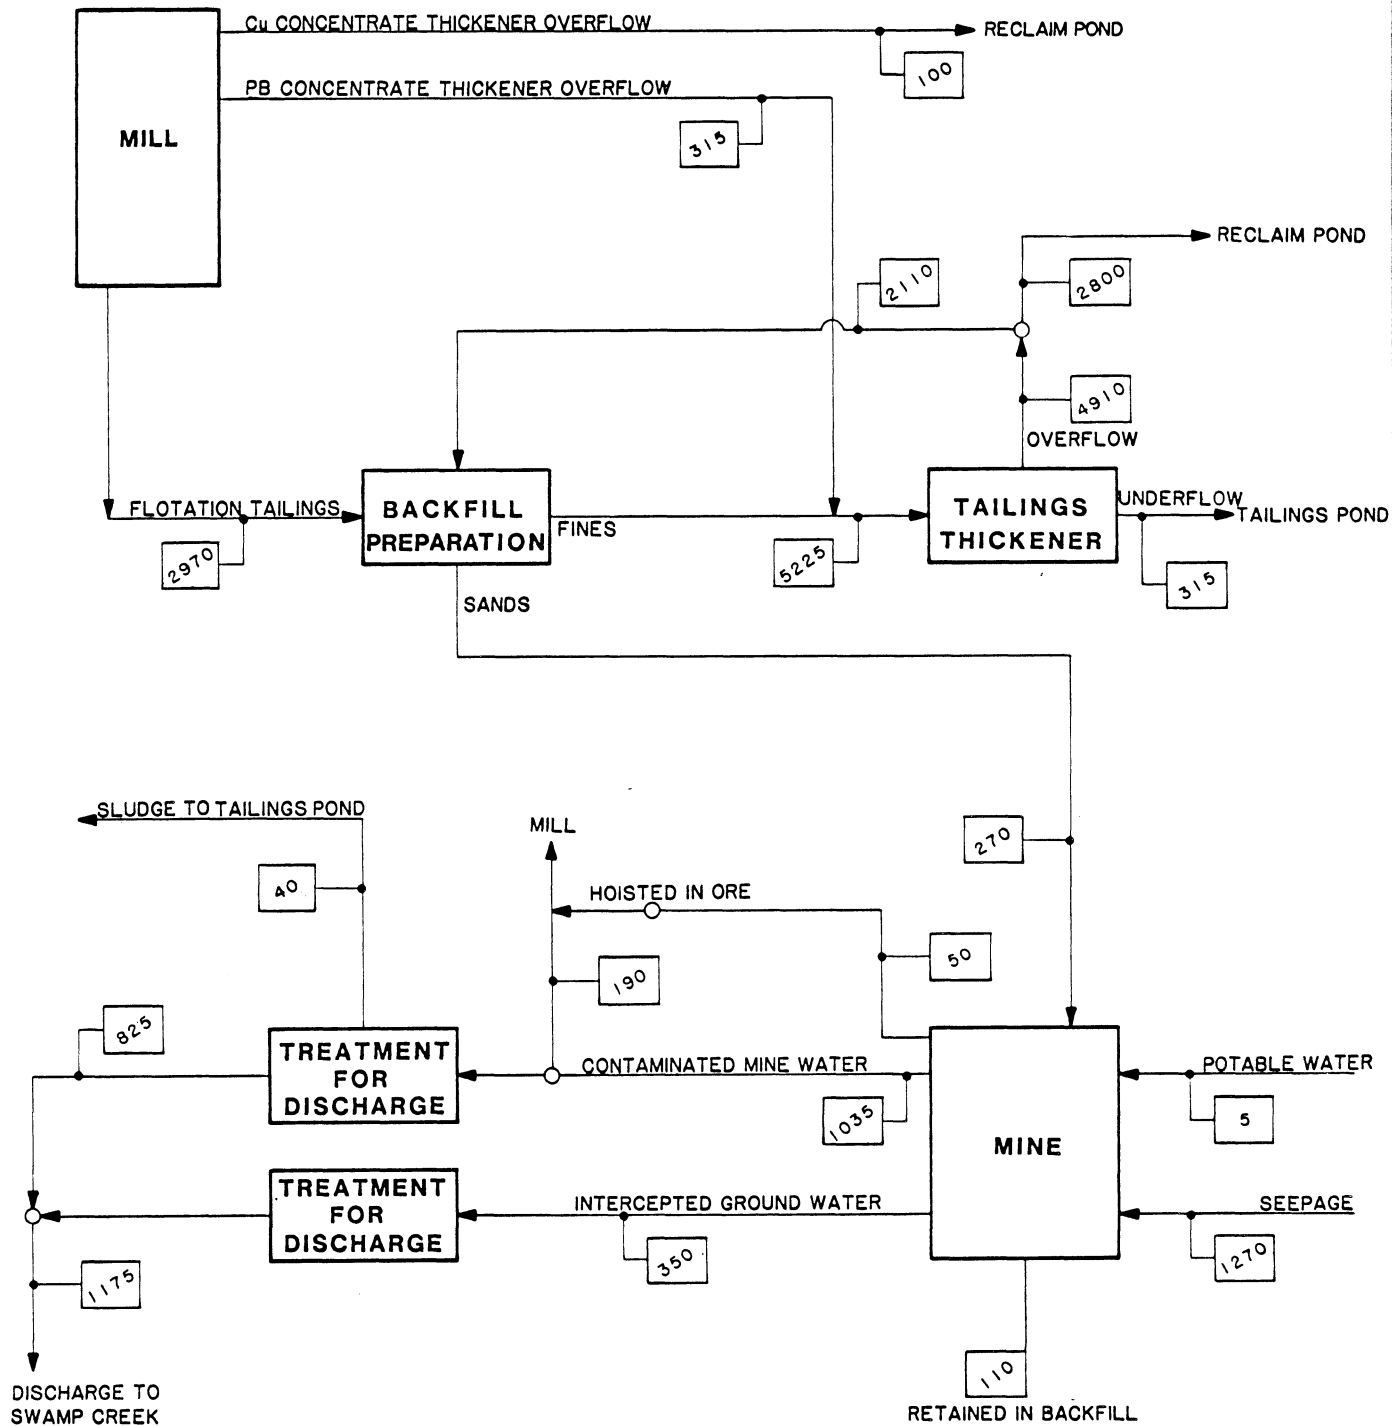 Cu CONCENTRATE THICKENER OVERFLOW
RECLAIM POND
100
PB CONCENTRATE THICKENER OVERFLOW
MILL
315
RECLAIM POND
2110
2800
4910
OVERFLOW
FLOTATION TAILINGS
BACKFILL
PREPARATION
FINES
TAILINGS
THICKENER
UNDERFLOW
TAILINGS POND
2970
5225
315
SANDS
SLUDGE TO TAILINGS POND
MILL
270
40
HOISTED IN ORE
50
190
825
TREATMENT
FOR
DISCHARGE
CONTAMINATED MINE WATER
1035
POTABLE WATER
5
MINE
TREATMENT
FOR
DISCHARGE
INTERCEPTED GROUND WATER
350
SEEPAGE
1270
1175
110
DISCHARGE TO
SWAMP CREEK
RETAINED IN BACKFILL